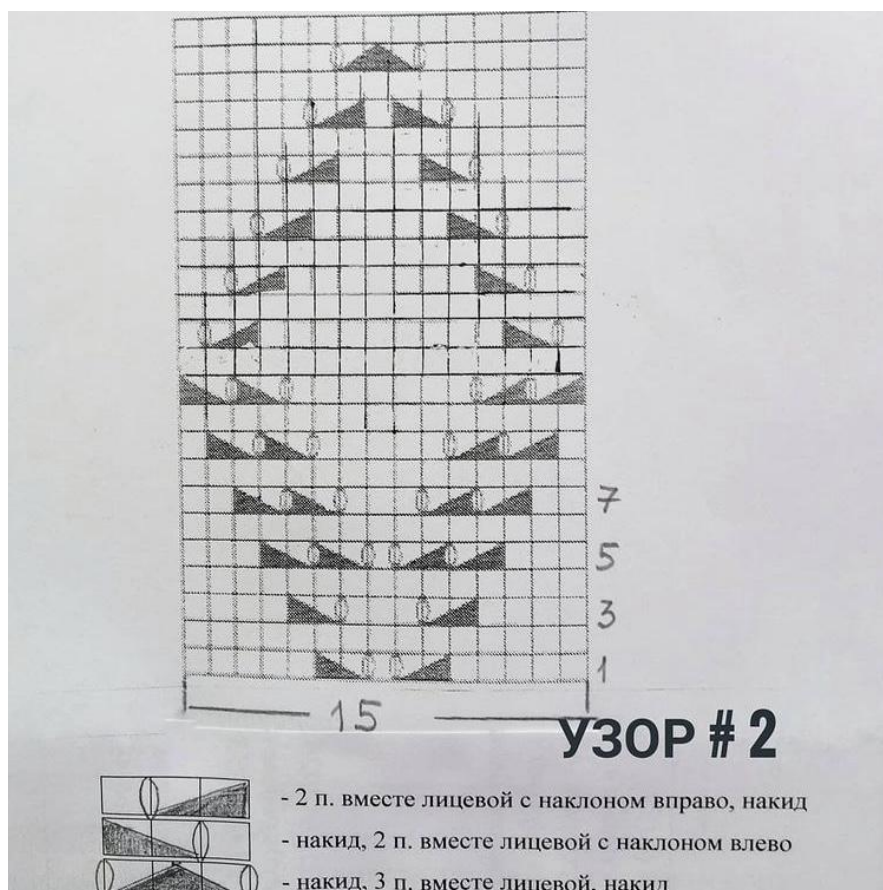 7
5
3
1
15
УЗОР # 2
- 2 п. вместе лицевой с наклоном вправо, накид
- накид, 2 п. вместе лицевой с наклоном влево
- накид, 3 п. вместе лицевой, накид